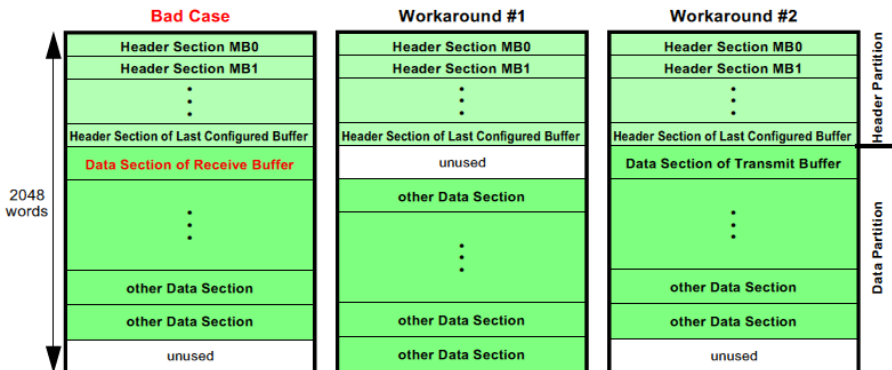 Bad Case
Workaround #1
Workaround #2
Header Section MB0
Header Section MB0
Header Section MB0
Header Section MB1
Header Section MB1
Header Section MB1
Header Partition
Header Section of Last Configured Buffer
Header Section of Last Configured Buffer
Header Section of Last Configured Buffer
Data Section of Receive Buffer
unused
Data Section of Transmit Buffer
2048
words
other Data Section
Data Partition
other Data Section
other Data Section
other Data Section
other Data Section
other Data Section
unused
other Data Section
unused